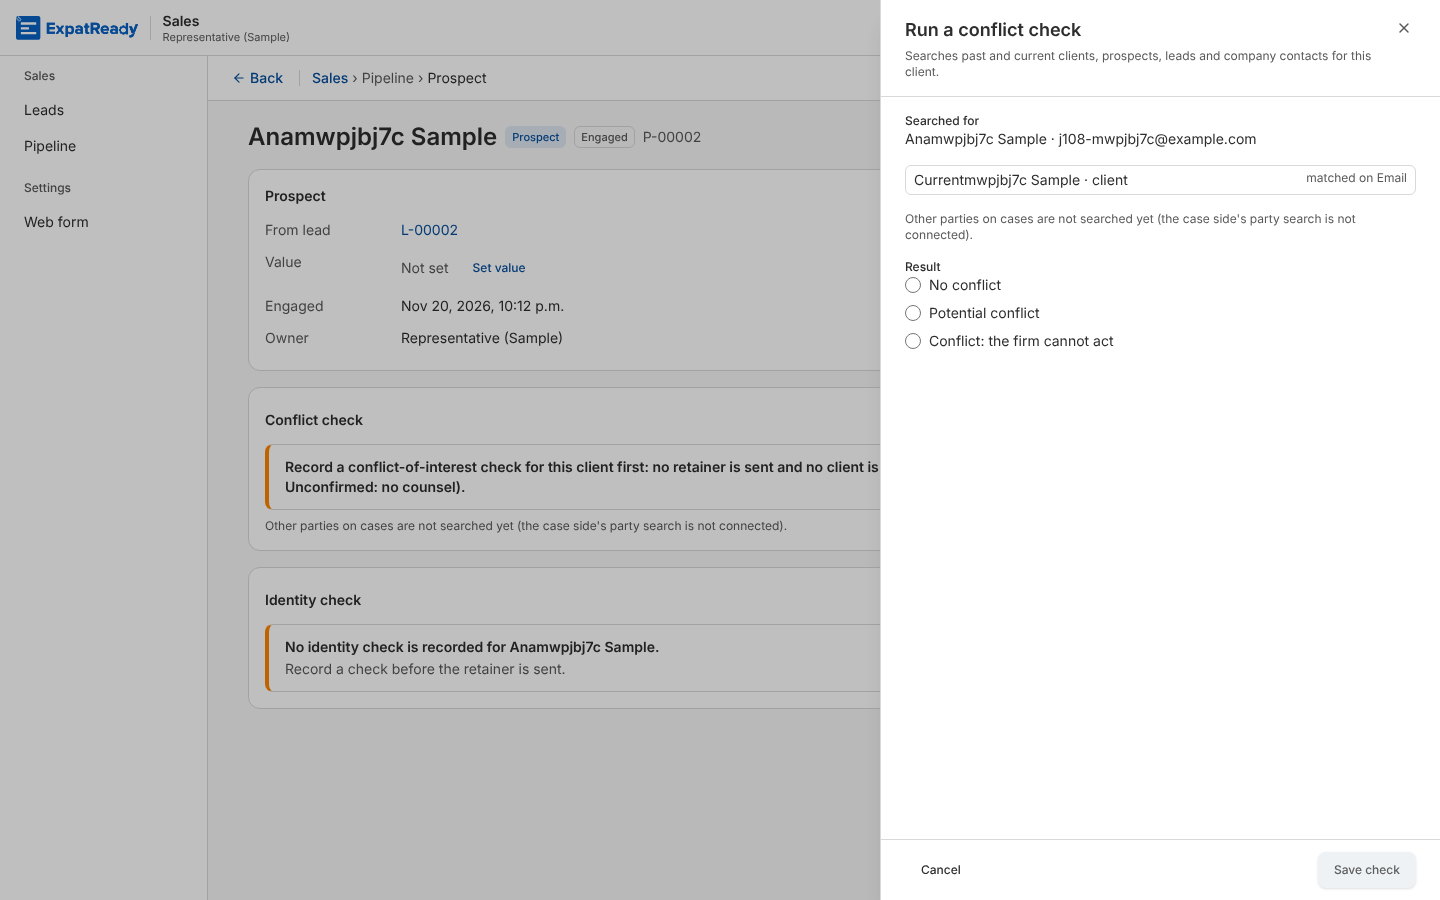 ExpatReady
Sales
Representative (Sample)
Sales
Leads
Pipeline
Settings
Web form
← Back
Sales › Pipeline › Prospect
Anamwpjbj7c Sample Prospect Engaged P-00002
Prospect
From lead L-00002
Value Not set Set value
Engaged Nov 20, 2026, 10:12 p.m.
Owner Representative (Sample)
Conflict check
Record a conflict-of-interest check for this client first: no retainer is sent and no client is
Unconfirmed: no counsel).
Other parties on cases are not searched yet (the case side's party search is not connected).
Identity check
No identity check is recorded for Anamwpjbj7c Sample.
Record a check before the retainer is sent.
Run a conflict check
Searches past and current clients, prospects, leads and company contacts for this
client.
Searched for
Anamwpjbj7c Sample · j108-mwpjbj7c@example.com
Currentmwpjbj7c Sample · client matched on Email
Other parties on cases are not searched yet (the case side's party search is not
connected).
Result
No conflict
Potential conflict
Conflict: the firm cannot act
Cancel
Save check